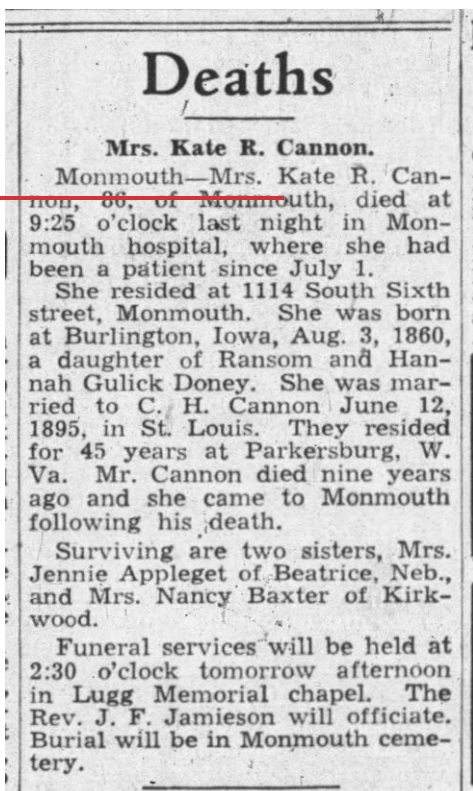 Deaths
Mrs. Kate R. Cannon.
Monmouth—Mrs. Kate R. Can-
non, 86, of Monmouth, died at
9:25 o'clock last night in Mon-
mouth hospital, where she had
been a patient since July 1.
She resided at 1114 South Sixth
street, Monmouth. She was born
at Burlington, Iowa, Aug. 3, 1860,
a daughter of Ransom and Han-
nah Gulick Doney. She was mar-
ried to C. H. Cannon June 12,
1895, in St. Louis. They resided
for 45 years at Parkersburg, W.
Va. Mr. Cannon died nine years
ago and she came to Monmouth
following his death.
Surviving are two sisters, Mrs.
Jennie Appleget of Beatrice, Neb.,
and Mrs. Nancy Baxter of Kirk-
wood.
Funeral services will be held at
2:30 o'clock tomorrow afternoon
in Lugg Memorial chapel. The
Rev. J. F. Jamieson will officiate.
Burial will be in Monmouth ceme-
tery.